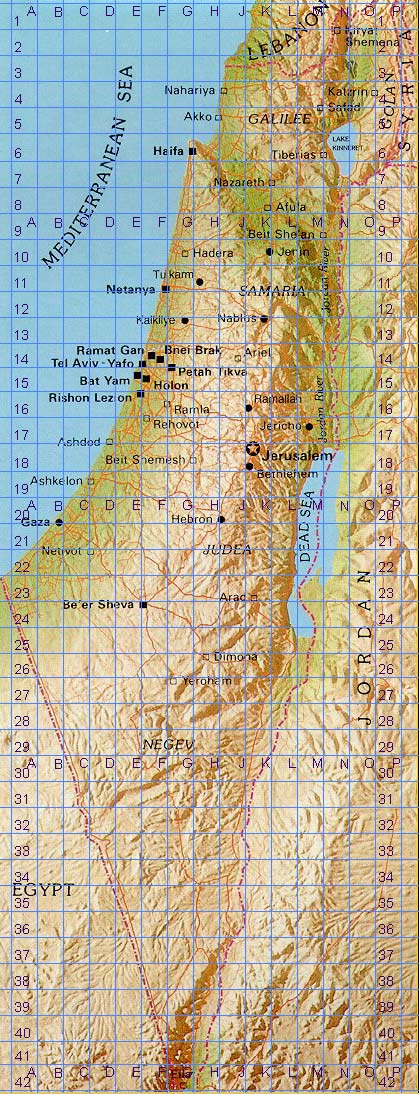 A B C D E F G H J K L M N O P
1
2
3
4
5
6
7
8
9
10
11
12
13
14
15
16
17
18
19
20
21
22
23
24
25
26
27
28
29
30
31
32
33
34
35
36
37
38
39
40
41
42
LEBANON
Kiryat
Shemona
SYRIA
GOLAN
MEDITERRANEAN SEA
Nahariya
Katzrin
Safad
Akko
GALILEE
LAKE
KINNERET
Haifa
Tiberias
Nazareth
Afula
A B C D E F G H J K L M N O P
Beit She'an
Hadera
Jenin
Jordan River
Tulkarm
Netanya
SAMARIA
Kalkilye
Nablus
Ramat Gan
Bnei Brak
Ariel
Tel Aviv - Yafo
Petah Tikva
Bat Yam
Holon
Rishon Lezion
Jordan River
Ramla
Ramallah
Rehovot
Jericho
Ashdod
Jerusalem
Beit Shemesh
Bethlehem
Ashkelon
A B C D E F G H J K L M N O P
Gaza
Hebron
DEAD SEA
Netivot
JUDEA
Be'er Sheva
Arad
JORDAN
Dimona
Yeroham
NEGEV
A B C D E F G H J K L M N O P
EGYPT
A B C D E F G H J K L M N O P
Eilat